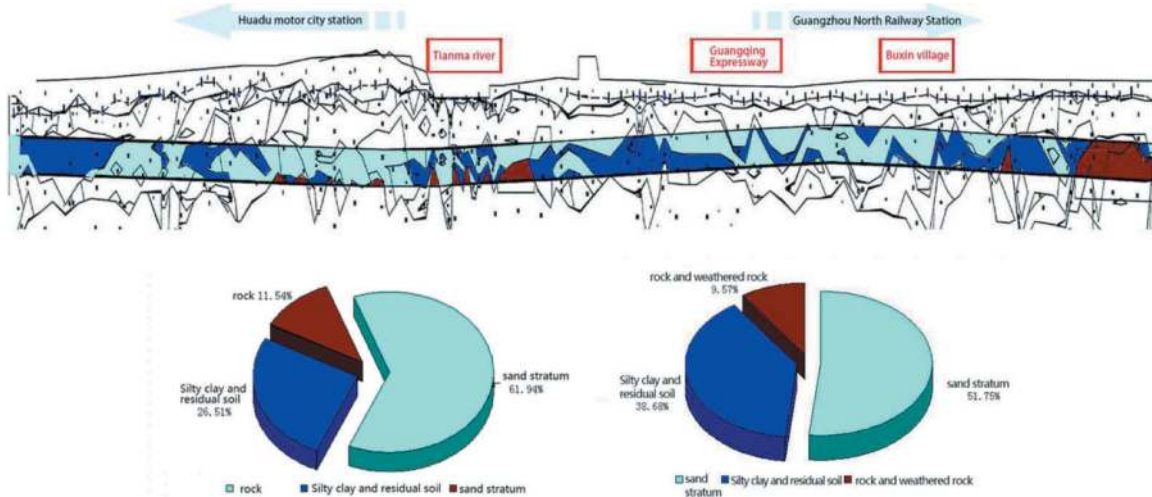 Huadu motor city station
Guangzhou North Railway Station
Tianma river
Guangqing
Expressway
Buxin village
rock 11.54%
Silty clay and
residual soil
26.51%
sand stratum
61.94%
rock and weathered rock
9.57%
Silty clay and
residual soil
38.68%
sand stratum
51.75%
rock
Silty clay and residual soil
sand stratum
sand
stratum
Silty clay and residual soil
rock and weathered rock